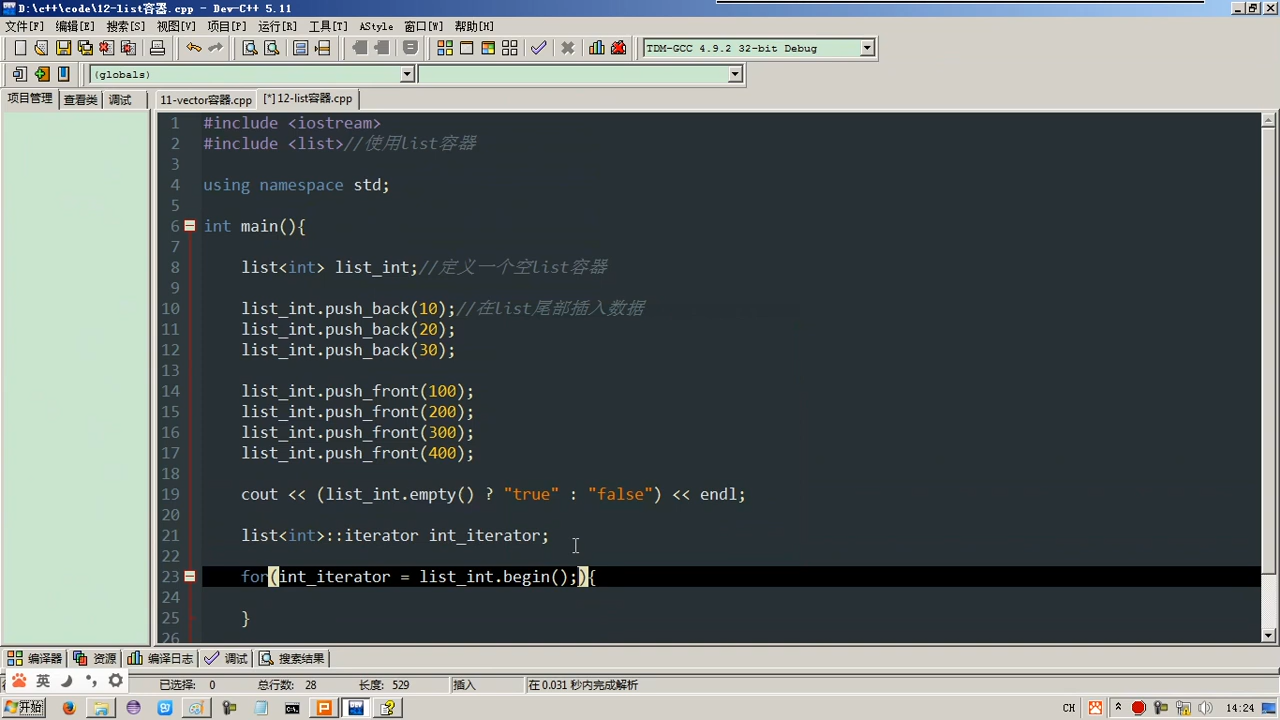 D:\c++\code\12-list容器.cpp - Dev-C++ 5.11
文件[F] 编辑[E] 搜索[S] 视图[V] 项目[P] 运行[R] 工具[T] AStyle 窗口[W] 帮助[H]
TDM-GCC 4.9.2 32-bit Debug
(globals)
项目管理 查看类 调试 11-vector容器.cpp [*] 12-list容器.cpp
1 #include <iostream>
2 #include <list>//使用list容器
3
4 using namespace std;
5
6 int main(){
7
8 list<int> list_int;//定义一个空list容器
9
10 list_int.push_back(10);//在list尾部插入数据
11 list_int.push_back(20);
12 list_int.push_back(30);
13
14 list_int.push_front(100);
15 list_int.push_front(200);
16 list_int.push_front(300);
17 list_int.push_front(400);
18
19 cout << (list_int.empty() ? "true" : "false") << endl;
20
21 list<int>::iterator int_iterator;
22
23 for(int_iterator = list_int.begin();){
24
25 }
26
编译器 资源 编译日志 调试 搜索结果
英
已选择: 0 总行数: 28 长度: 529 插入 在 0.031 秒内完成解析
开始 CH 14:24